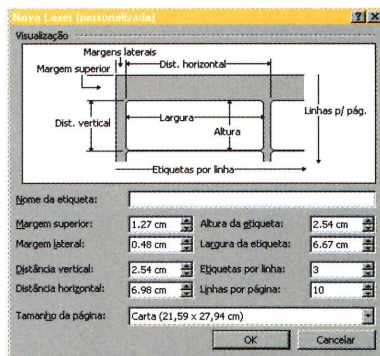 Nova Laser (personalizada)
Visualização
Margens laterais
Margem superior
Dist. horizontal
Dist. vertical
Largura
Altura
Linhas p/ pág.
Etiquetas por linha
Nome da etiqueta:
Margem superior: 1.27 cm Altura da etiqueta: 2.54 cm
Margem lateral: 0.48 cm Largura da etiqueta: 6.67 cm
Distância vertical: 2.54 cm Etiquetas por linha: 3
Distância horizontal: 6.98 cm Linhas por página: 10
Tamanho da página: Carta (21,59 x 27,94 cm)
OK Cancelar